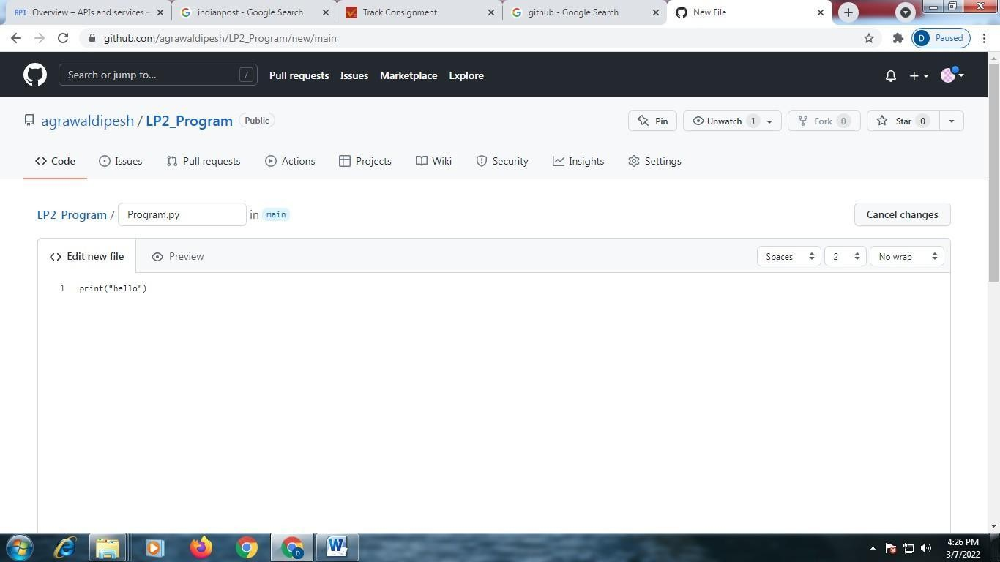 API Overview – APIs and services - indianpost - Google Search Track Consignment github - Google Search New File
github.com/agrawaldipesh/LP2_Program/new/main D Paused
Search or jump to... / Pull requests Issues Marketplace Explore
agrawaldipesh / LP2_Program Public Pin Unwatch 1 Fork 0 Star 0
<> Code Issues Pull requests Actions Projects Wiki Security Insights Settings
LP2_Program / Program.py in main Cancel changes
<> Edit new file Preview Spaces 2 No wrap
1 print("hello")
4:26 PM
3/7/2022